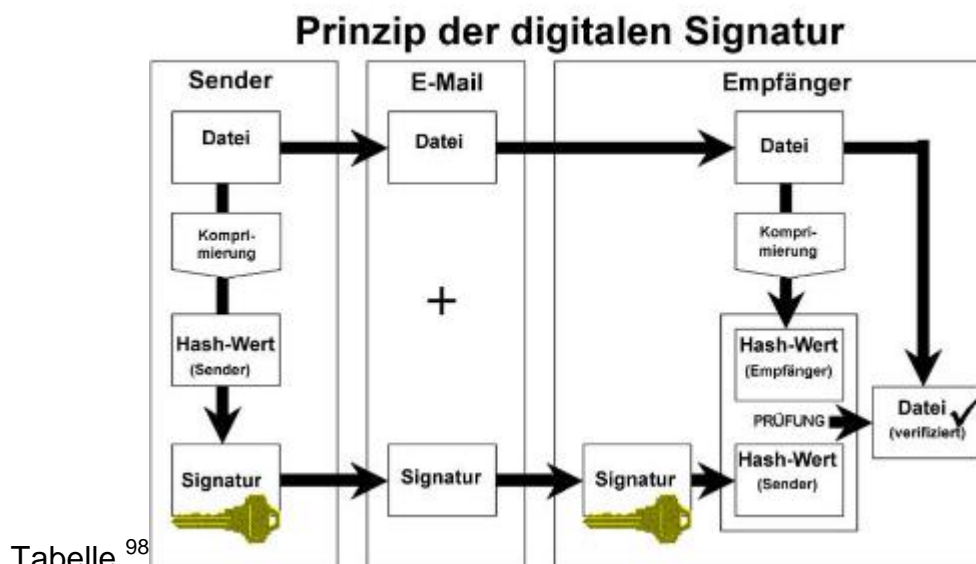 Prinzip der digitalen Signatur
Sender
E-Mail
Empfänger
Datei
Datei
Datei
Kompri-
mierung
Kompri-
mierung
+
Hash-Wert
(Sender)
Hash-Wert
(Empfänger)
PRÜFUNG
Datei
(verifiziert)
Hash-Wert
(Sender)
Signatur
Signatur
Signatur
Tabelle 98